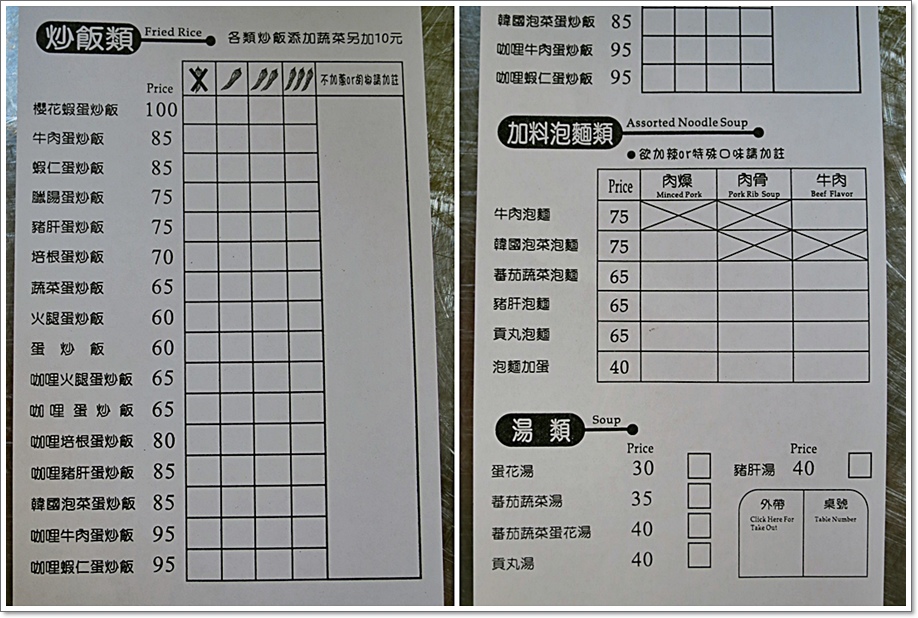 炒飯類 Fried Rice 各類炒飯添加蔬菜另加10元
Price 不加蔥or胡椒請加註
櫻花蝦蛋炒飯 100
牛肉蛋炒飯 85
蝦仁蛋炒飯 85
臘腸蛋炒飯 75
豬肝蛋炒飯 75
培根蛋炒飯 70
蔬菜蛋炒飯 65
火腿蛋炒飯 60
蛋炒飯 60
咖哩火腿蛋炒飯 65
咖哩蛋炒飯 65
咖哩培根蛋炒飯 80
咖哩豬肝蛋炒飯 85
韓國泡菜蛋炒飯 85
咖哩牛肉蛋炒飯 95
咖哩蝦仁蛋炒飯 95
韓國泡菜蛋炒飯 85
咖哩牛肉蛋炒飯 95
咖哩蝦仁蛋炒飯 95
加料泡麵類 Assorted Noodle Soup
●欲加辣or特殊口味請加註
Price 肉燥 肉骨 牛肉
Minced Pork Pork Rib Soup Beef Flavor
牛肉泡麵 75
韓國泡菜泡麵 75
蕃茄蔬菜泡麵 65
豬肝泡麵 65
貢丸泡麵 65
泡麵加蛋 40
湯類 Soup
Price Price
蛋花湯 30 豬肝湯 40
蕃茄蔬菜湯 35
蕃茄蔬菜蛋花湯 40
貢丸湯 40
外帶 桌號
Click Here For Table Number
Take Out